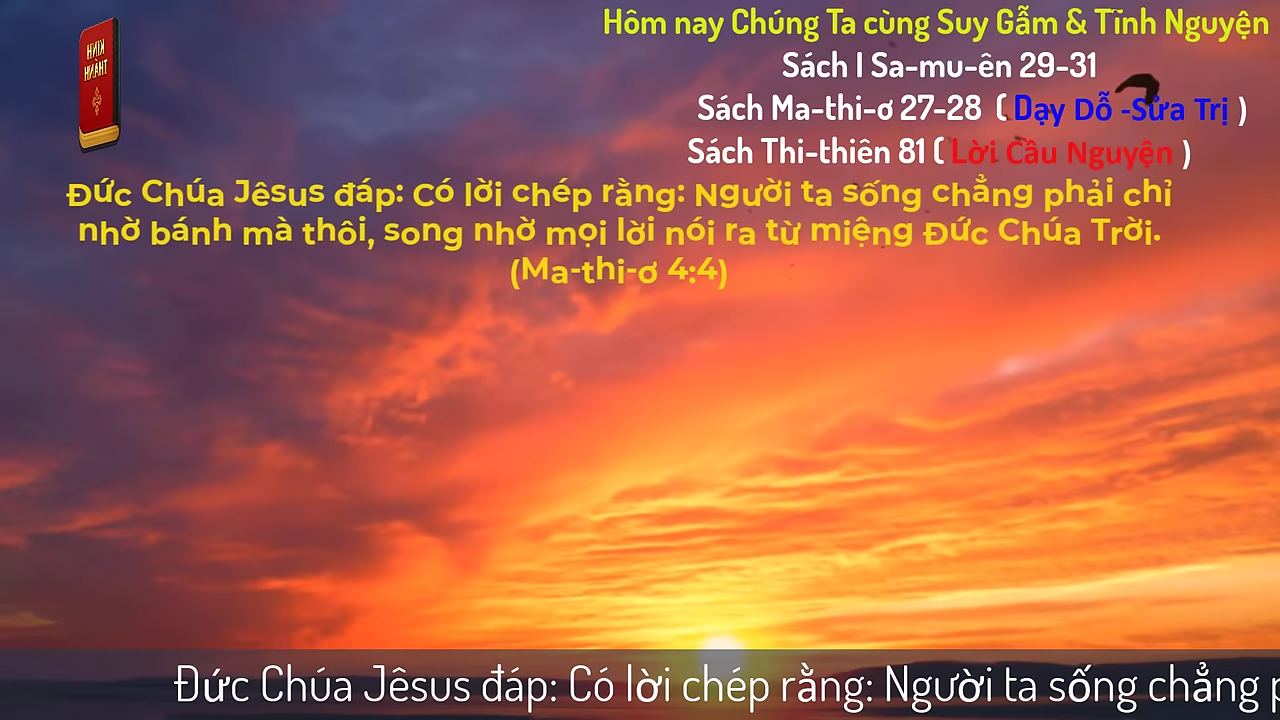 KINH
THÁNH
Hôm nay Chúng Ta cùng Suy Gẫm & Tĩnh Nguyện
Sách I Sa-mu-ên 29-31
Sách Ma-thi-ơ 27-28 ( Dạy Dỗ -Sửa Trị )
Sách Thi-thiên 81 ( Lời Cầu Nguyện )
Đức Chúa Jêsus đáp: Có lời chép rằng: Người ta sống chẳng phải chỉ
nhờ bánh mà thôi, song nhờ mọi lời nói ra từ miệng Đức Chúa Trời.
(Ma-thi-ơ 4:4)
Đức Chúa Jêsus đáp: Có lời chép rằng: Người ta sống chẳng p